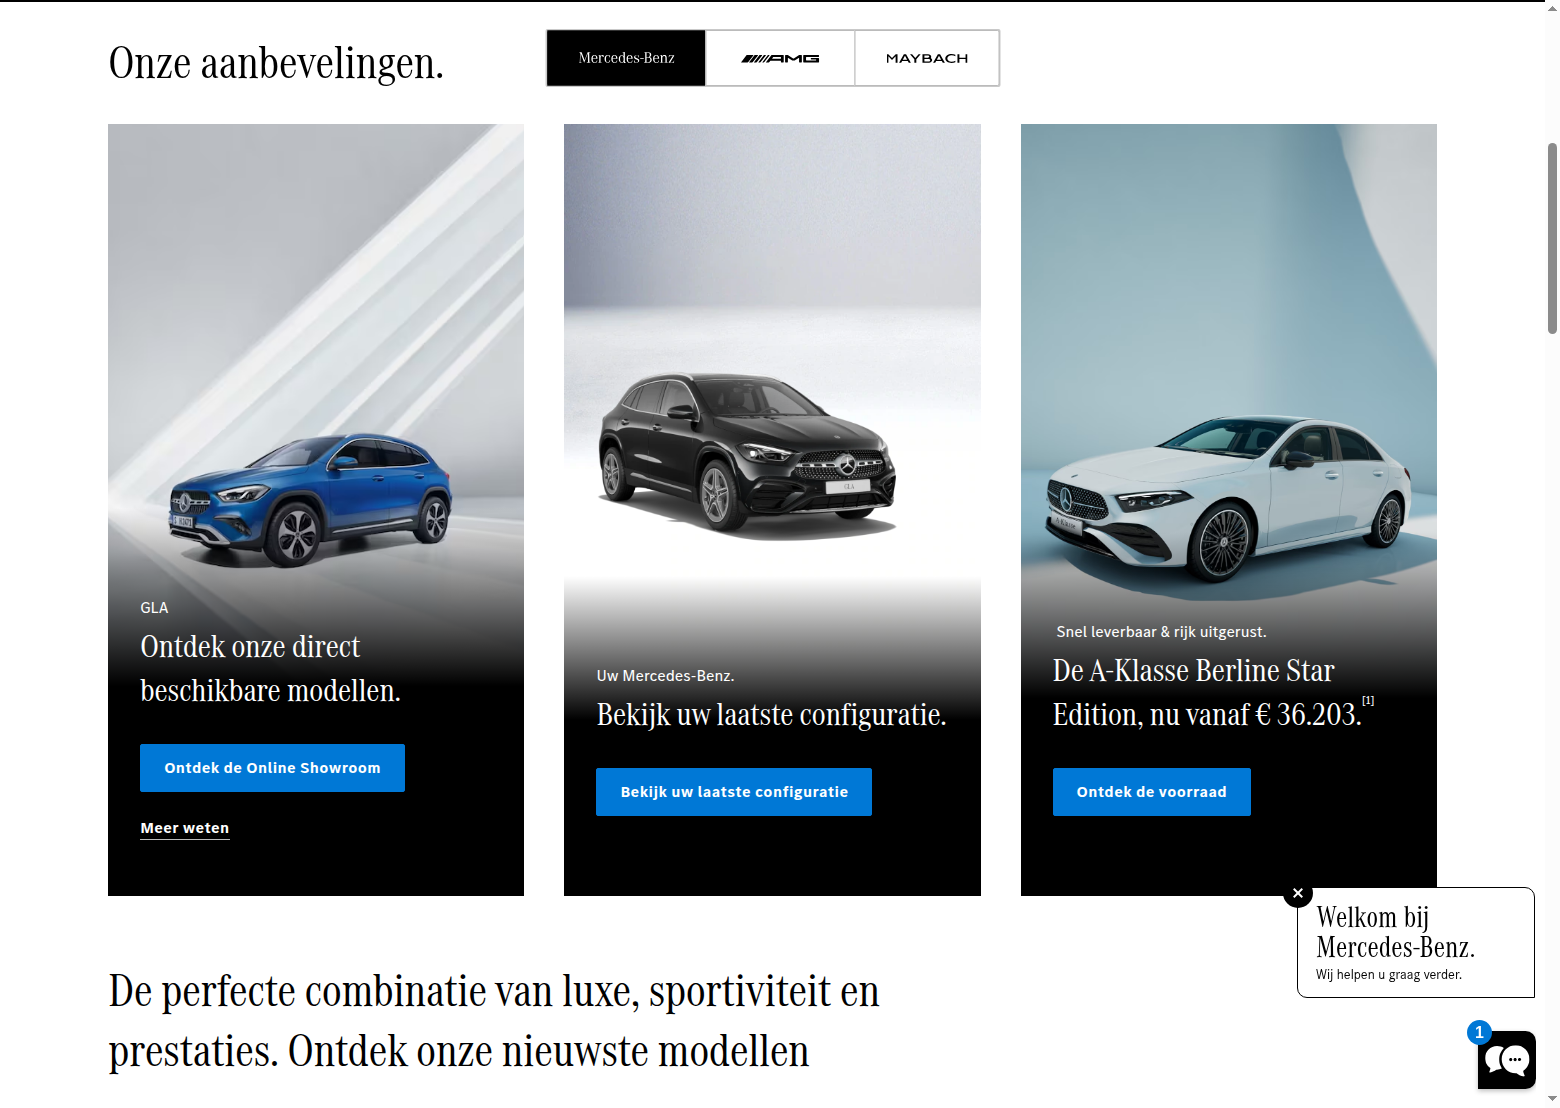 Onze aanbevelingen.
Mercedes-Benz
AMG
MAYBACH
GLA
Ontdek onze direct
beschikbare modellen.
Ontdek de Online Showroom
Meer weten
GLA
Uw Mercedes-Benz.
Bekijk uw laatste configuratie.
Bekijk uw laatste configuratie
A-Klasse
Snel leverbaar & rijk uitgerust.
De A-Klasse Berline Star
Edition, nu vanaf € 36.203.[1]
Ontdek de voorraad
Welkom bij
Mercedes-Benz.
Wij helpen u graag verder.
1
De perfecte combinatie van luxe, sportiviteit en
prestaties. Ontdek onze nieuwste modellen